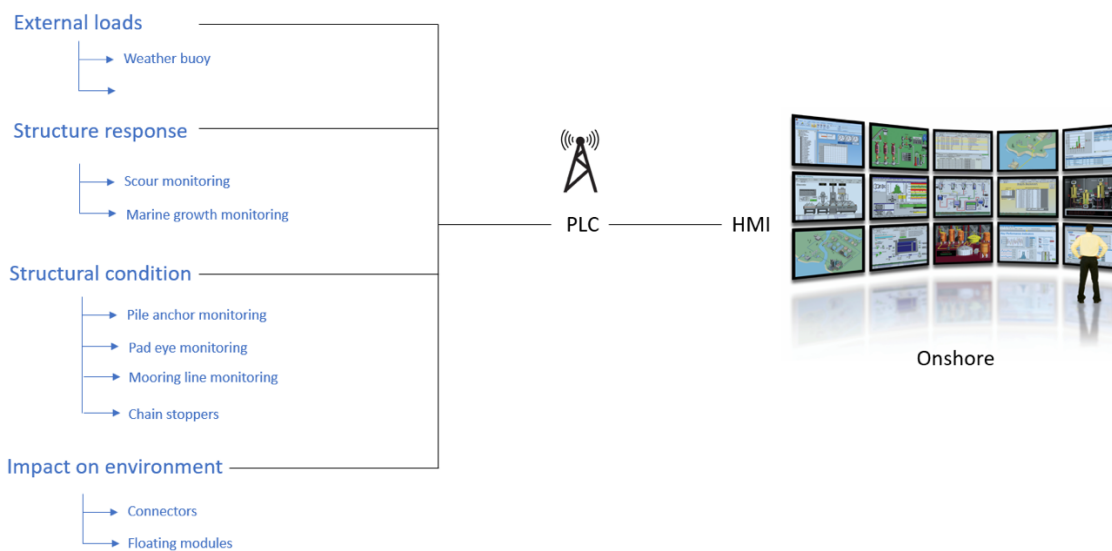 External loads
Weather buoy
Structure response
Scour monitoring
Marine growth monitoring
Structural condition
Pile anchor monitoring
Pad eye monitoring
Mooring line monitoring
Chain stoppers
Impact on environment
Connectors
Floating modules
PLC
HMI
Onshore